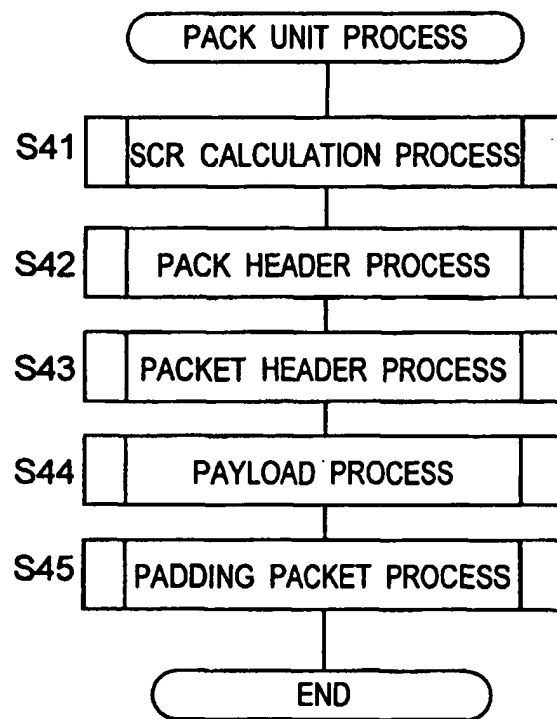 PACK UNIT PROCESS
S41 SCR CALCULATION PROCESS
S42 PACK HEADER PROCESS
S43 PACKET HEADER PROCESS
S44 PAYLOAD PROCESS
S45 PADDING PACKET PROCESS
END